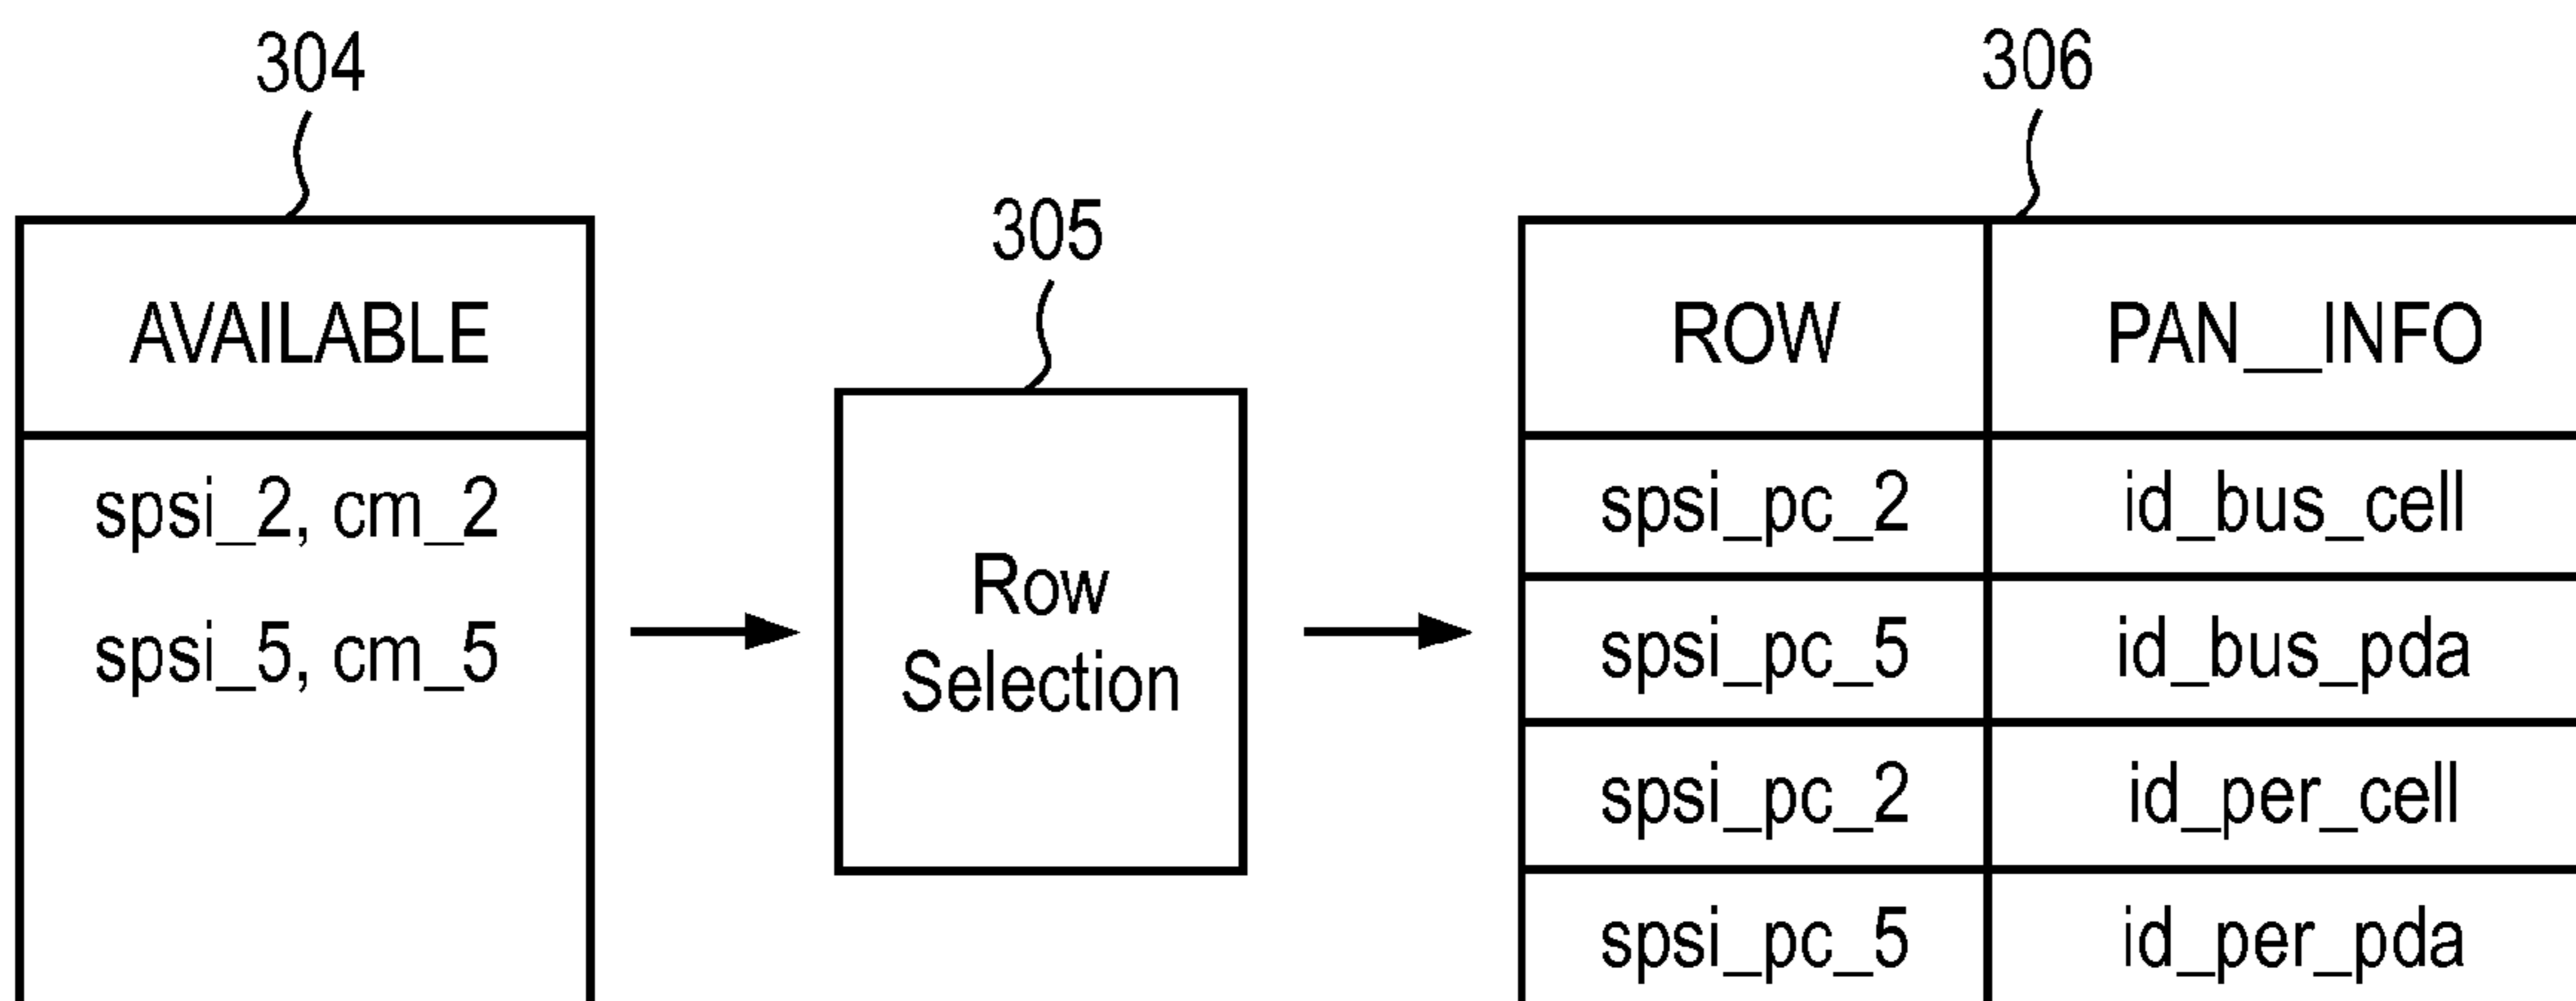 304
AVAILABLE
spsi_2, cm_2
spsi_5, cm_5
305
Row
Selection
306
ROW PAN__INFO
spsi_pc_2 id_bus_cell
spsi_pc_5 id_bus_pda
spsi_pc_2 id_per_cell
spsi_pc_5 id_per_pda